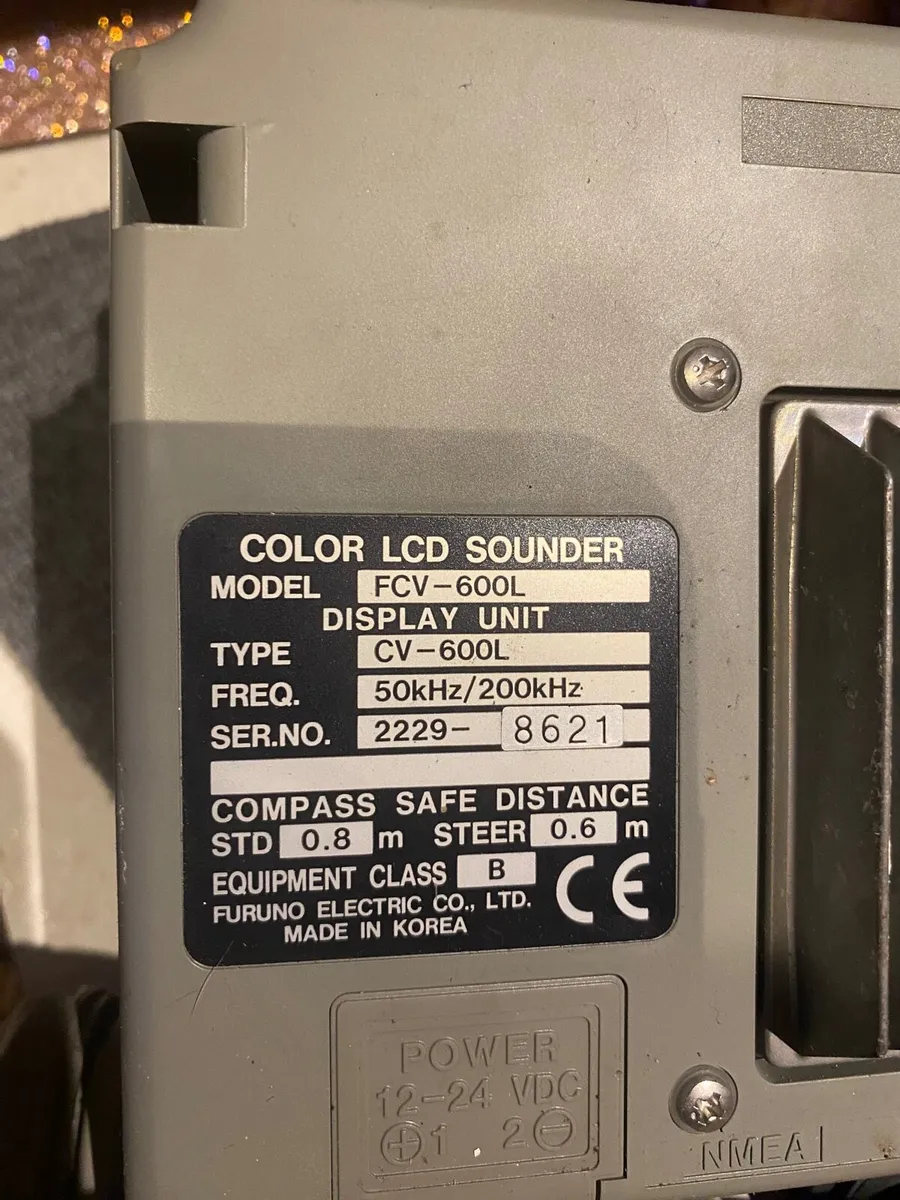 COLOR LCD SOUNDER
MODEL FCV-600L
DISPLAY UNIT
TYPE CV-600L
FREQ. 50kHz/200kHz
SER.NO. 2229- 8621
COMPASS SAFE DISTANCE
STD 0.8 m STEER 0.6 m
EQUIPMENT CLASS B
CE
FURUNO ELECTRIC CO., LTD.
MADE IN KOREA
POWER
12-24 VDC
⊕1 2⊖
NMEA